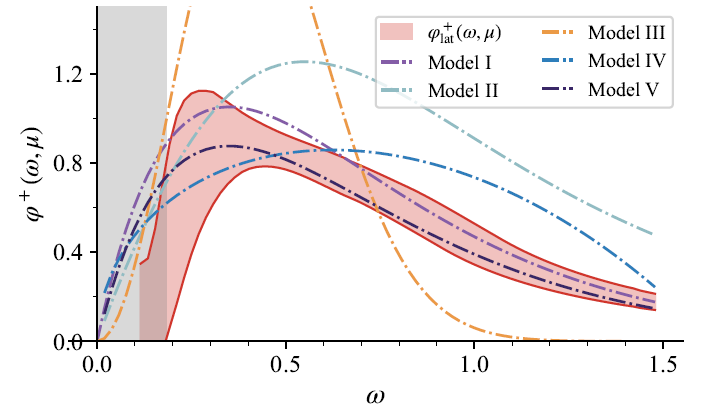 φ⁺(ω, μ)
1.2
0.8
0.4
0.0
0.0
0.5
1.0
1.5
ω
φ⁺lat(ω, μ)
Model I
Model II
Model III
Model IV
Model V